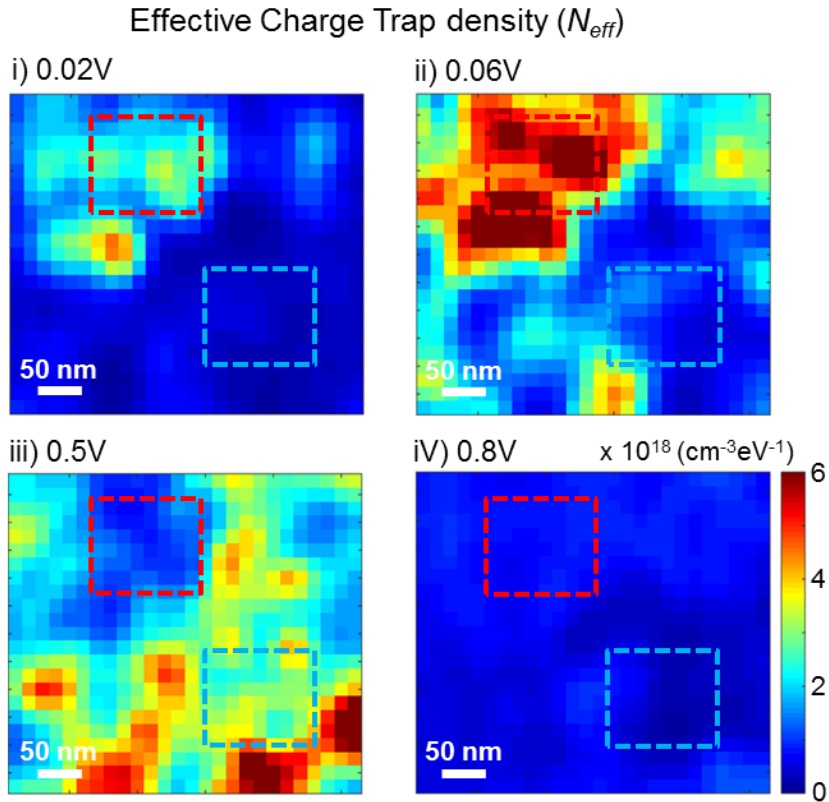 Effective Charge Trap density (N_eff)
i) 0.02V
ii) 0.06V
50 nm
50 nm
iii) 0.5V
iV) 0.8V
x 10¹⁸ (cm⁻³eV⁻¹)
6
4
2
0
50 nm
50 nm